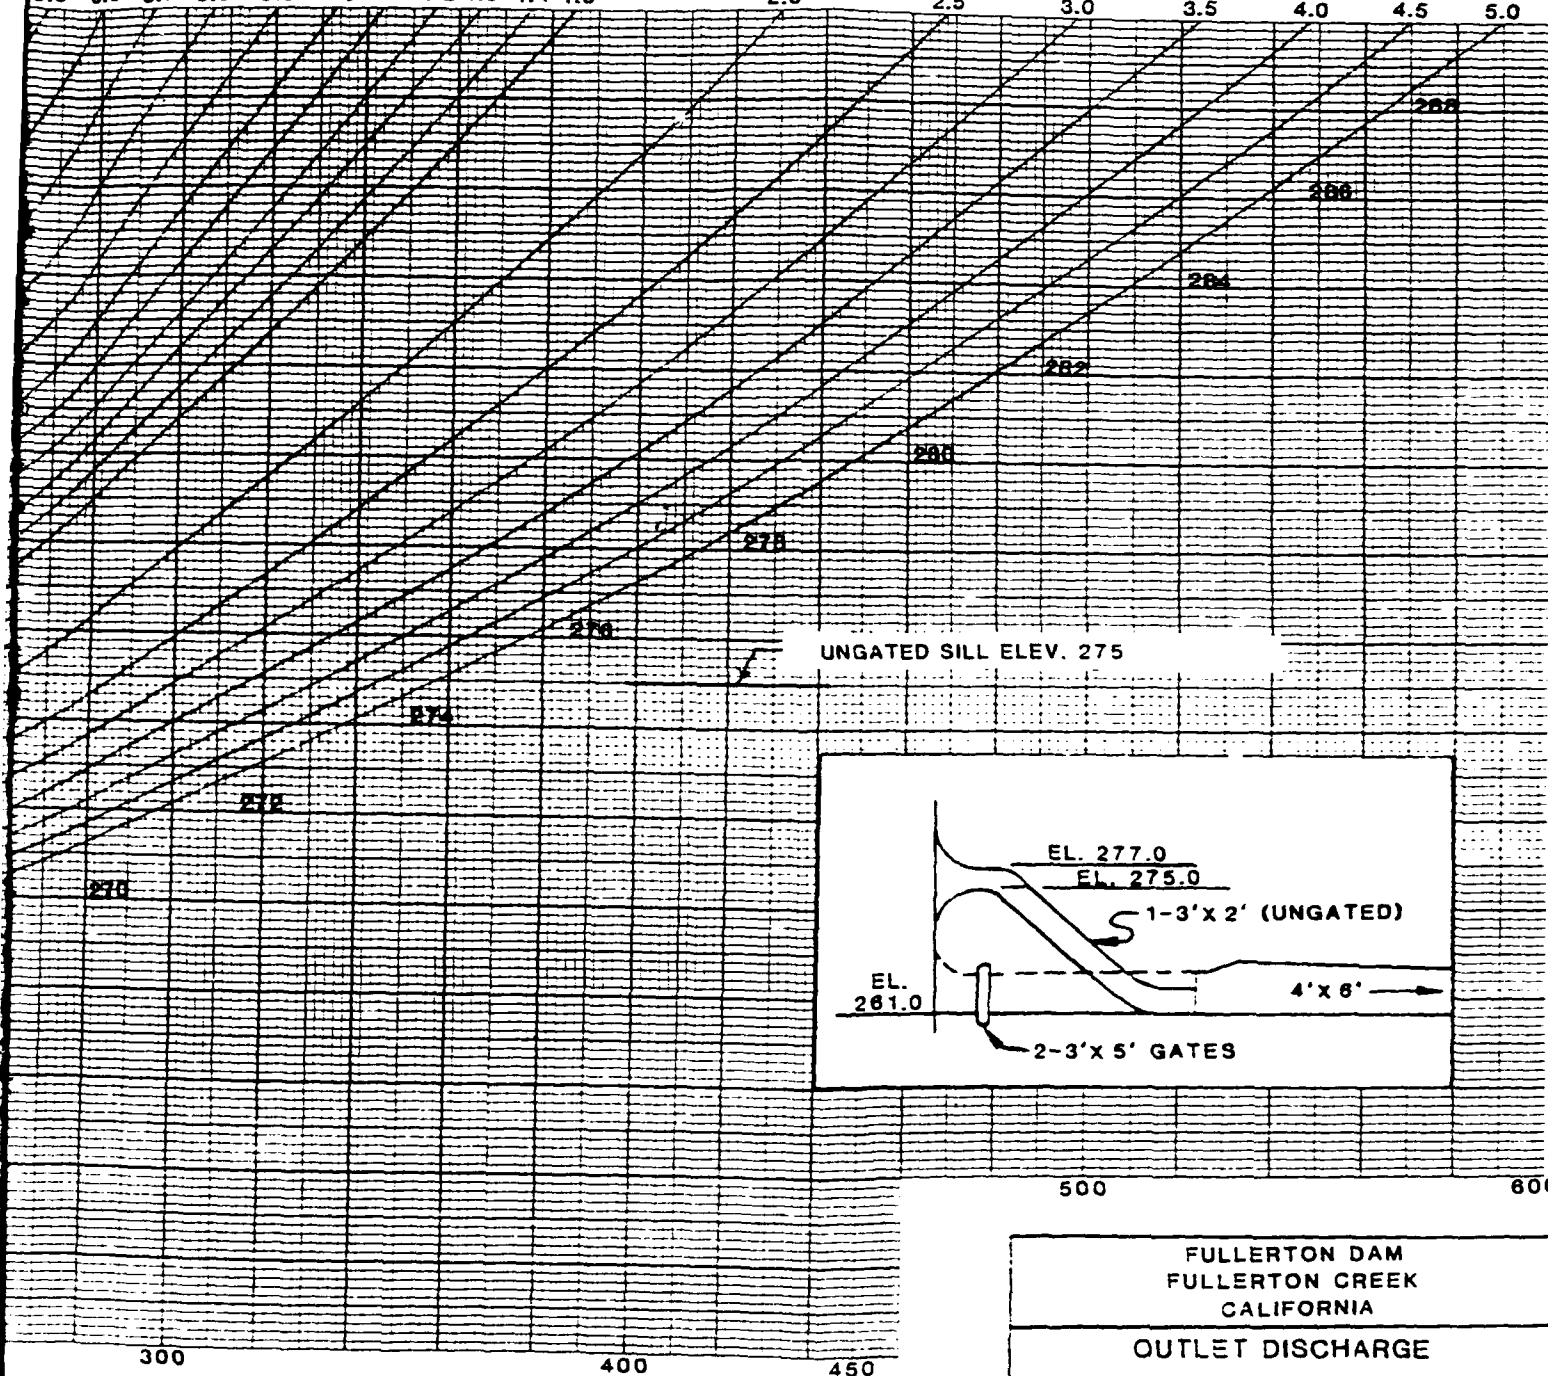 2.0 2.5 3.0 3.5 4.0 4.5 5.0
288
286
284
282
280
278
276
UNGATED SILL ELEV. 275
274
272
270
EL. 277.0
EL. 275.0
1-3'X 2' (UNGATED)
EL.
261.0
4'X 6'
2-3'X 5' GATES
500
300 400 450
FULLERTON DAM
FULLERTON CREEK
CALIFORNIA
OUTLET DISCHARGE